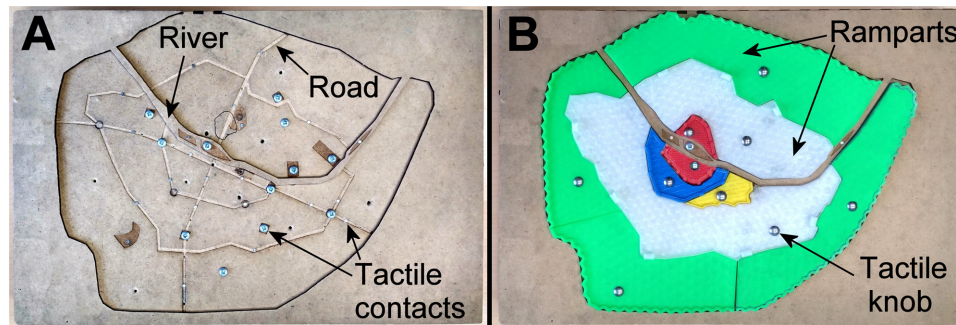 A
River
Road
Tactile
contacts
B
Ramparts
Tactile
knob